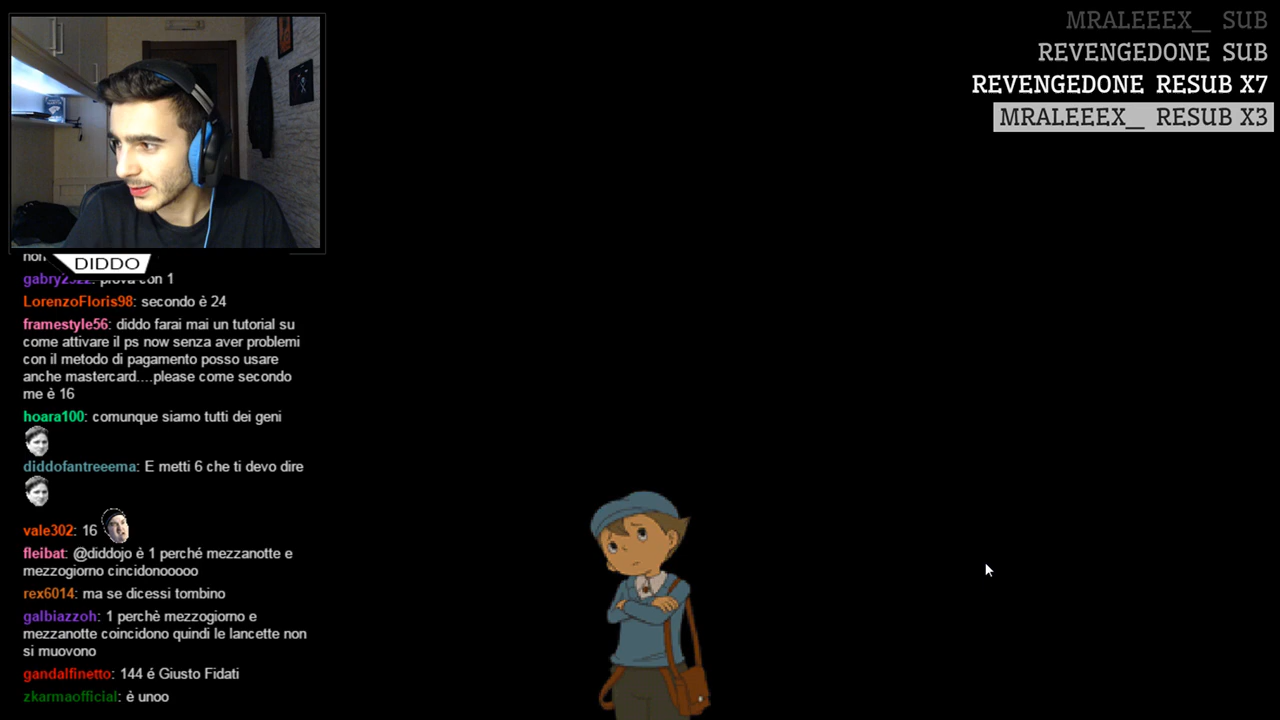 MRALEEEX_ SUB
REVENGEDONE SUB
REVENGEDONE RESUB X7
MRALEEEX_ RESUB X3
DIDDO
non
prova con 1
LorenzoFloris98: secondo è 24
framestyle56: diddo farai mai un tutorial su
come attivare il ps now senza aver problemi
con il metodo di pagamento posso usare
anche mastercard....please come secondo
me è 16
hoara100: comunque siamo tutti dei geni
diddofantreeema: E metti 6 che ti devo dire
vale302: 16
fleibat: @diddojo è 1 perché mezzanotte e
mezzogiorno cincidonooooo
rex6014: ma se dicessi tombino
galbiazzoh: 1 perchè mezzogiorno e
mezzanotte coincidono quindi le lancette non
si muovono
gandalfinetto: 144 é Giusto Fidati
zkarmaofficial: è unoo